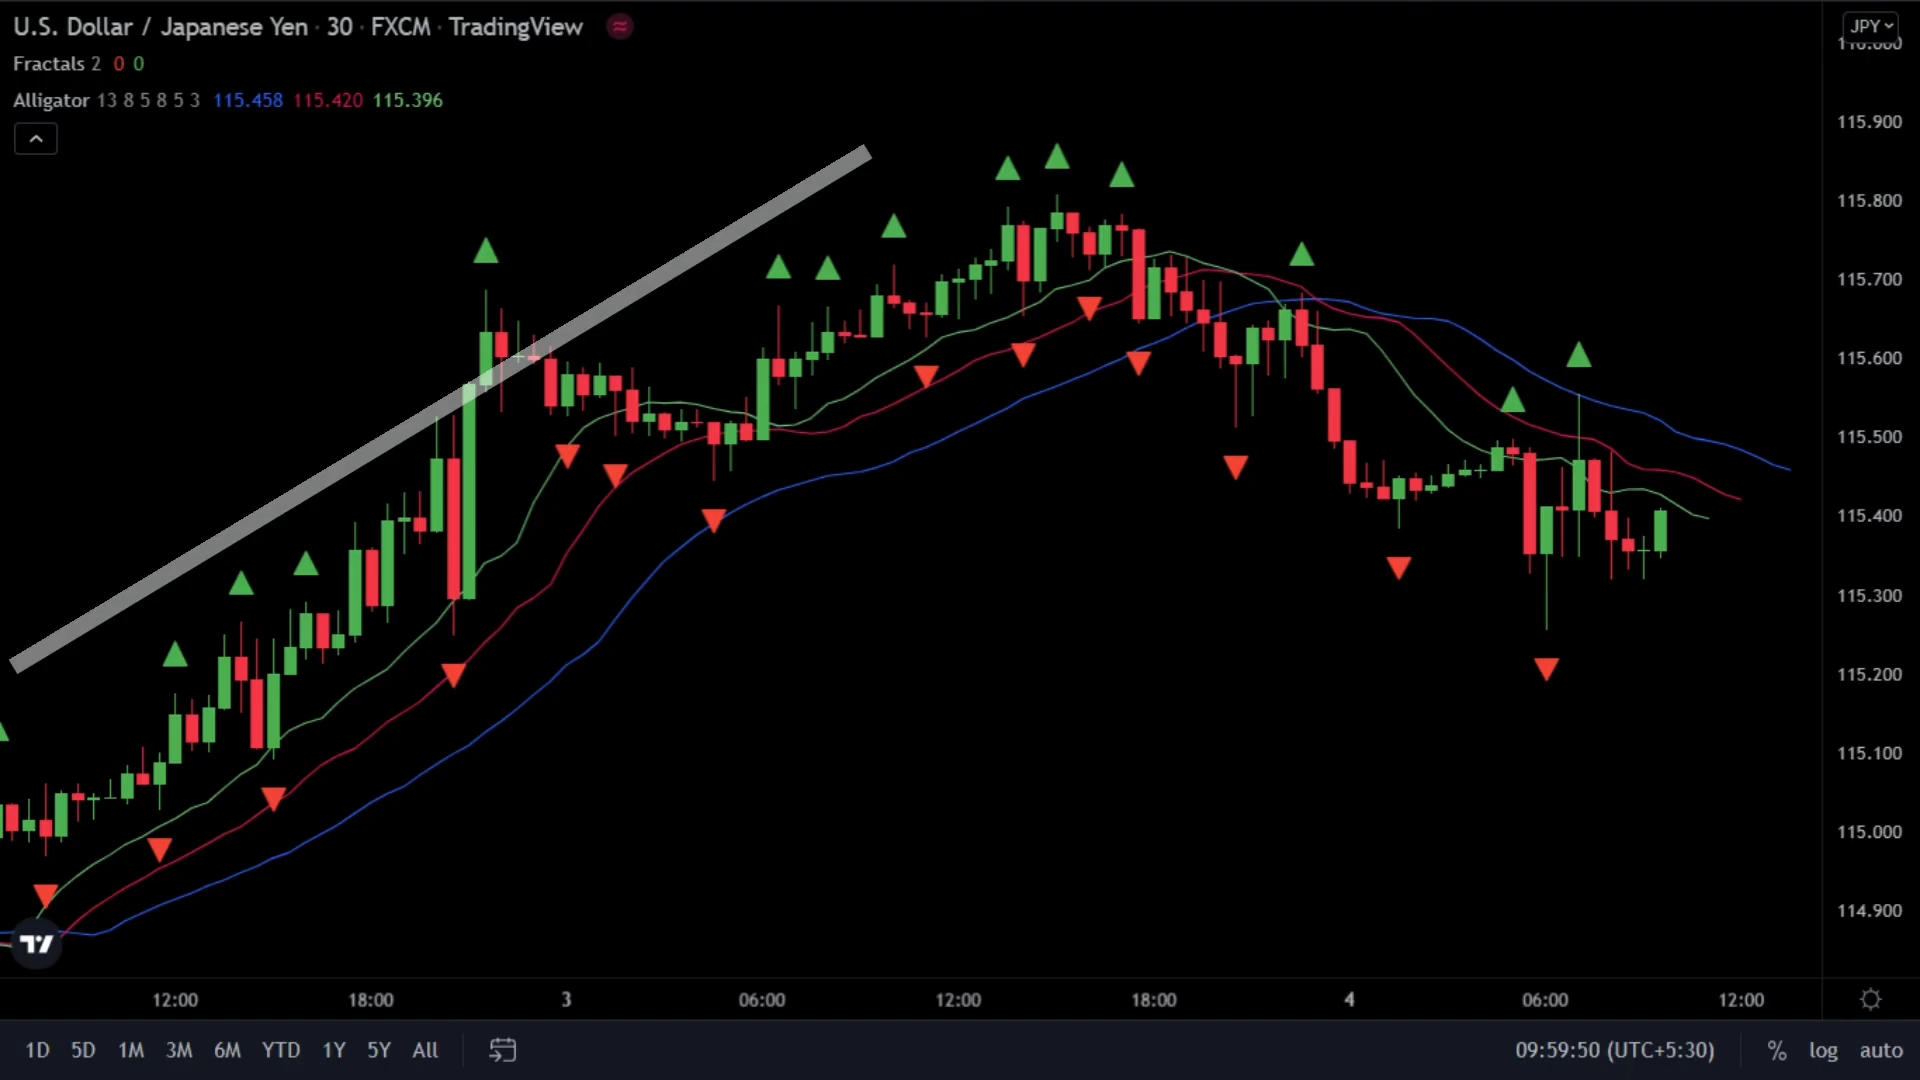 U.S. Dollar / Japanese Yen · 30 · FXCM · TradingView
JPY
Fractals 2 0 0
Alligator 13 8 5 8 5 3 115.458 115.420 115.396
115.900
115.800
115.700
115.600
115.500
115.400
115.300
115.200
115.100
115.000
114.900
12:00 18:00 3 06:00 12:00 18:00 4 06:00 12:00
1D 5D 1M 3M 6M YTD 1Y 5Y All 09:59:50 (UTC+5:30) % log auto